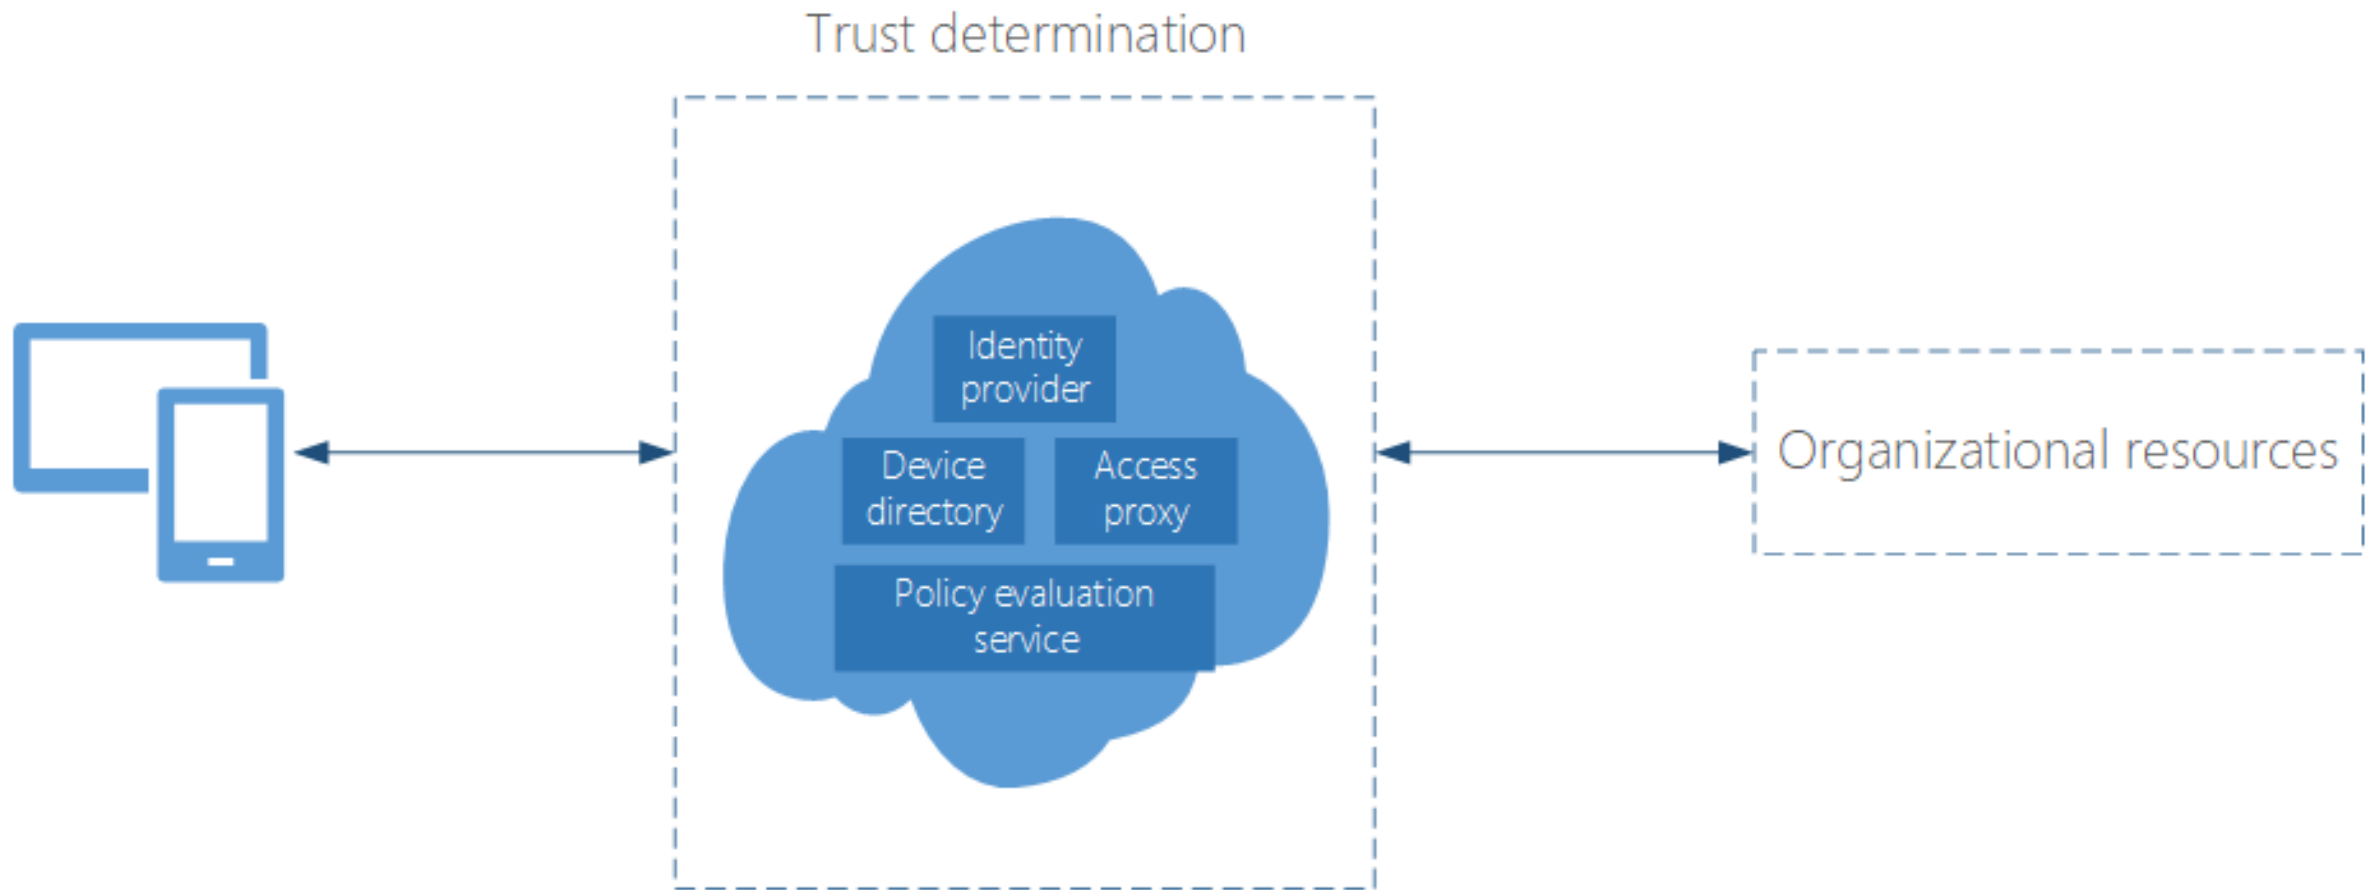 Trust determination
Identity
provider
Device
directory
Access
proxy
Policy evaluation
service
Organizational resources